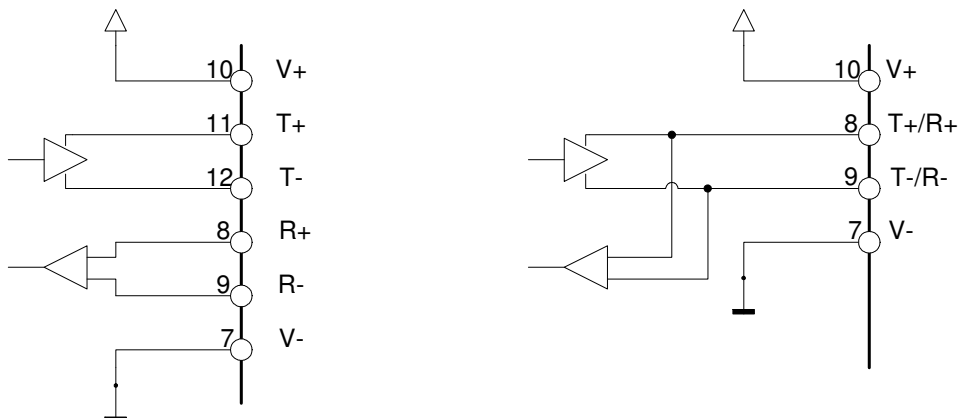 10 V+
11 T+
12 T-
8 R+
9 R-
7 V-
10 V+
8 T+/R+
9 T-/R-
7 V-